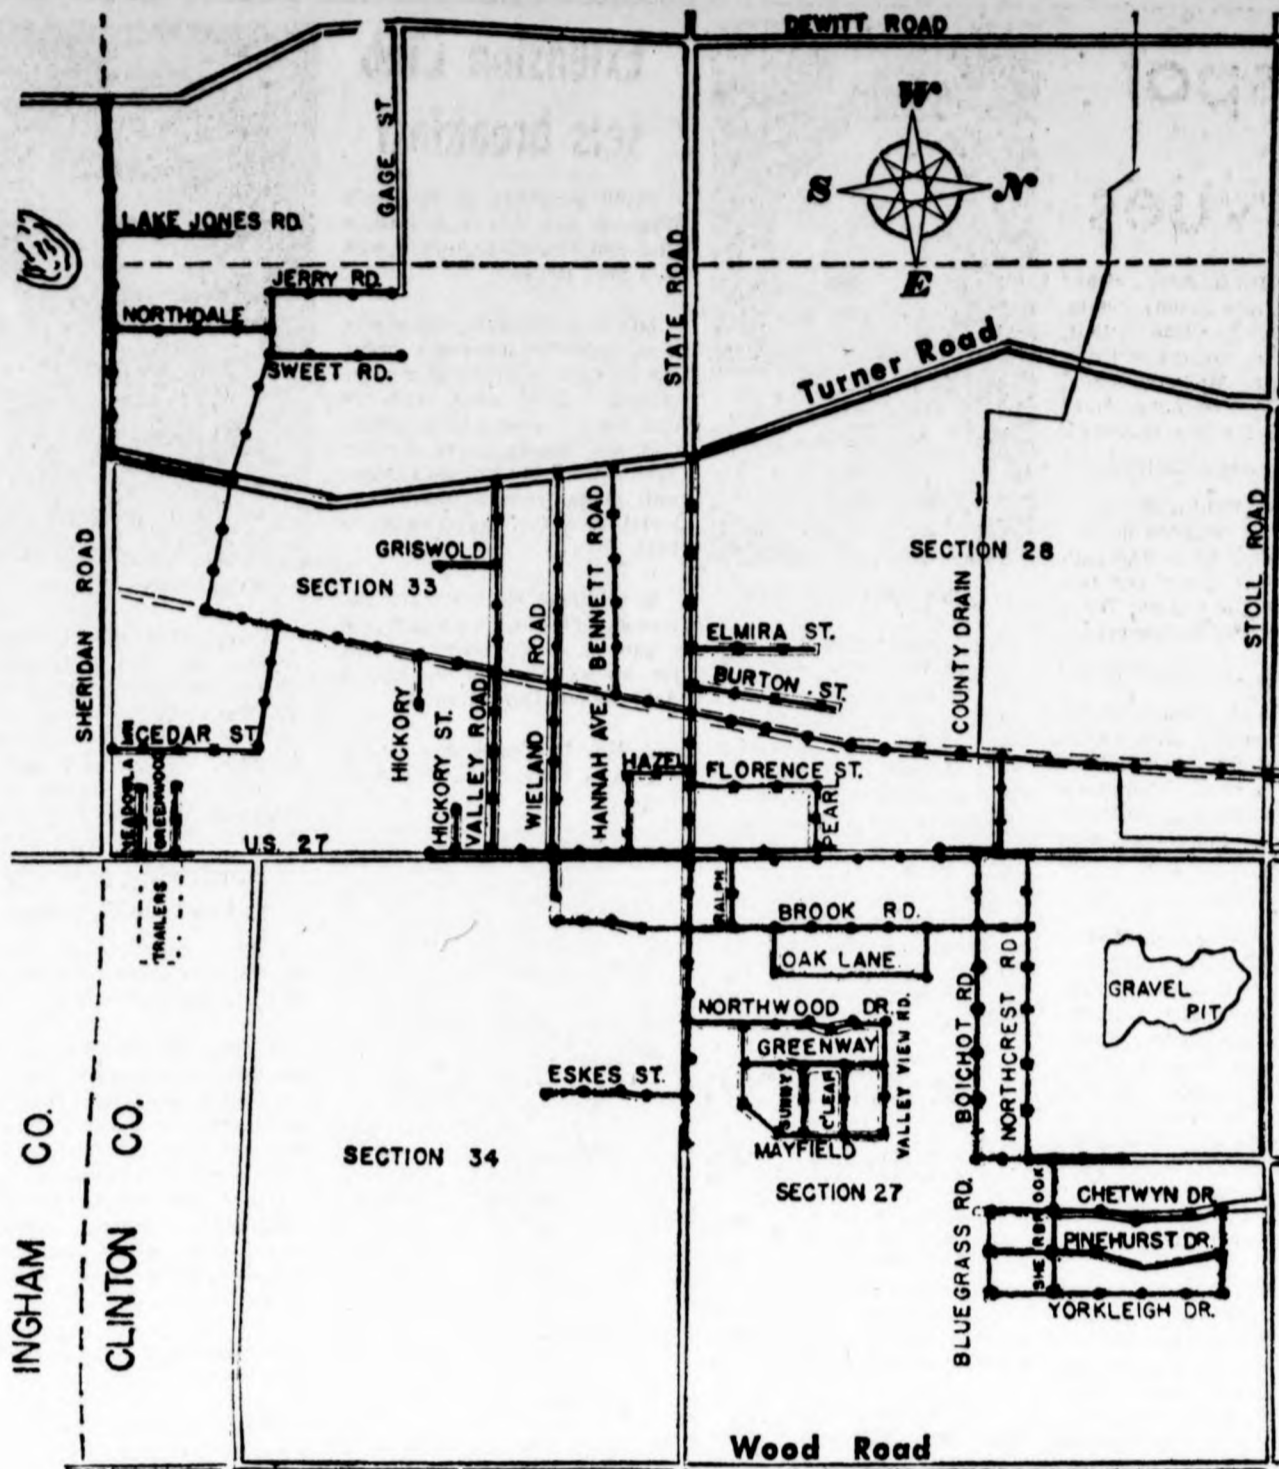 DEWITT ROAD
W
S
N
E
GAGE ST
LAKE JONES RD.
JERRY RD.
NORTHDALE
SWEET RD.
STATE ROAD
Turner Road
SHERIDAN ROAD
GRISWOLD
SECTION 33
SECTION 28
WIELAND ROAD
BENNETT ROAD
COUNTY DRAIN
STOLL ROAD
ELMIRA ST.
BURTON ST
CEDAR ST
GREENWOOD
HICKORY
HICKORY ST.
VALLEY ROAD
HANNAH AVE.
HAZEL
FLORENCE ST.
PEARL
U.S. 27
TRAILERS
RALPH
BROOK RD.
OAK LANE
NORTHWOOD DR.
GREENWAY
SUNNY
C'LEAF
VALLEY VIEW RD.
MAYFIELD
BOICHOT RD.
NORTHCREST RD
GRAVEL
PIT
ESKES ST.
INGHAM CO.
CLINTON CO.
SECTION 34
SECTION 27
BLUEGRASS RD.
SHERBROOK
CHETWYN DR
PINEHURST DR.
YORKLEIGH DR.
Wood Road